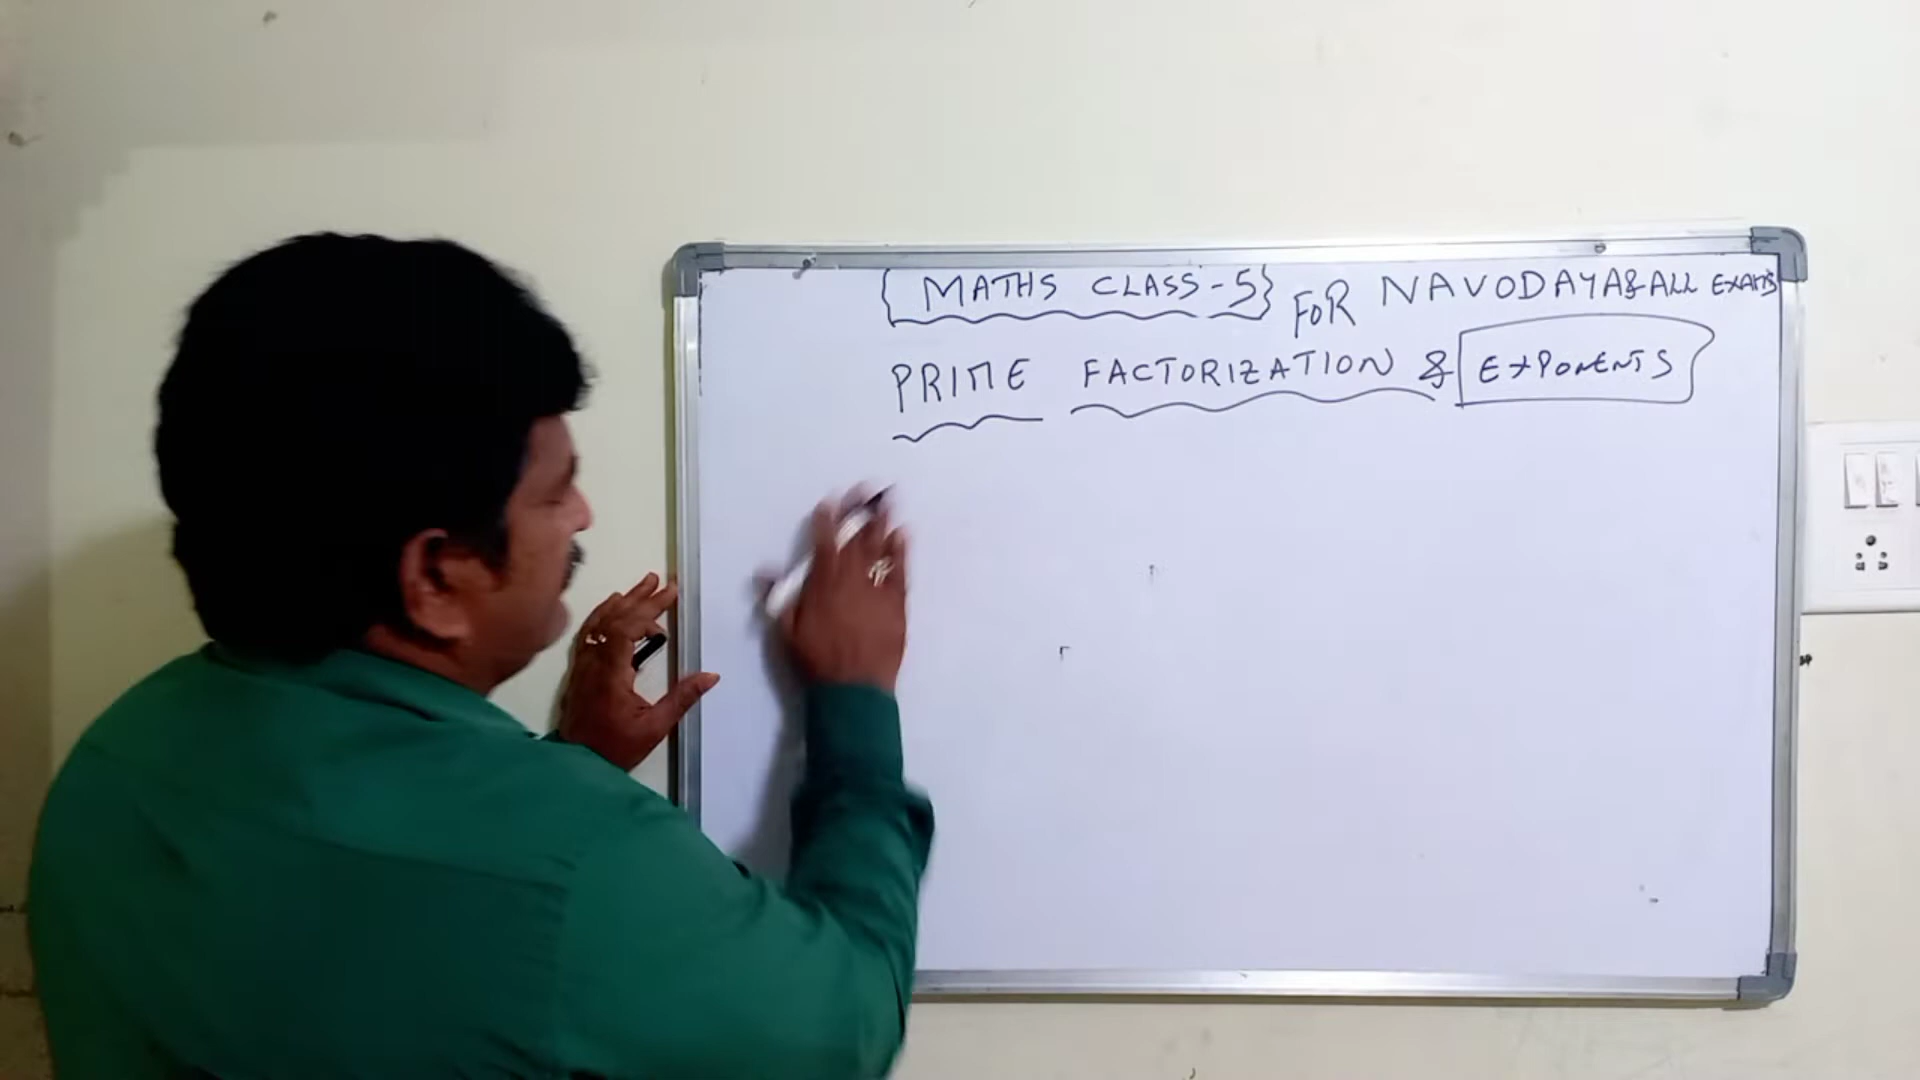 {MATHS CLASS-5} FOR NAVODAYA & ALL EXAMS
PRIME FACTORIZATION & EXPONENTS